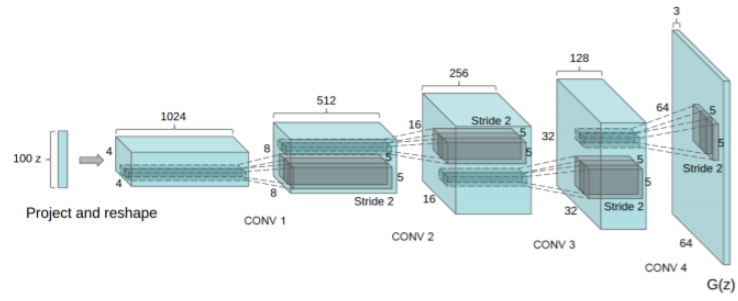 100 z
Project and reshape
4
4
1024
CONV 1
8
8
512
5
5
Stride 2
CONV 2
16
16
256
Stride 2
5
5
CONV 3
32
32
128
5
5
Stride 2
CONV 4
64
64
3
5
5
Stride 2
G(z)